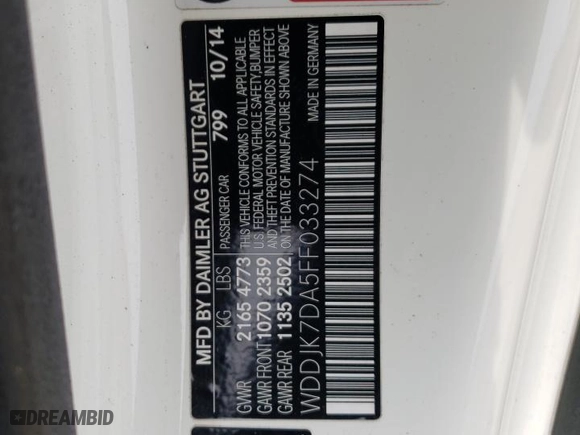 MFD BY DAIMLER AG STUTTGART
KG LBS PASSENGER CAR 799 10/14
GVWR 2165 4773 THIS VEHICLE CONFORMS TO ALL APPLICABLE
GAWR FRONT 1070 2359 U.S. FEDERAL MOTOR VEHICLE SAFETY, BUMPER
AND THEFT PREVENTION STANDARDS IN EFFECT
GAWR REAR 1135 2502 ON THE DATE OF MANUFACTURE SHOWN ABOVE
WDDJK7DA5FF033274 MADE IN GERMANY
DREAMBID